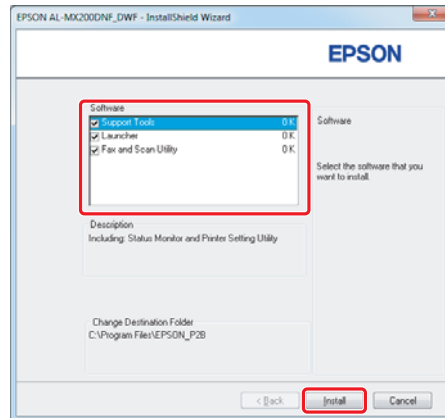 EPSON AL-MX200DNF_DWF - InstallShield Wizard
EPSON
Software
Support Tools 0 K
Launcher 0 K
Fax and Scan Utility 0 K
Software
Select the software that you
want to install.
Description
Including: Status Monitor and Printer Setting Utility
Change Destination Folder
C:\Program Files\EPSON_P2B
< Back
Install
Cancel